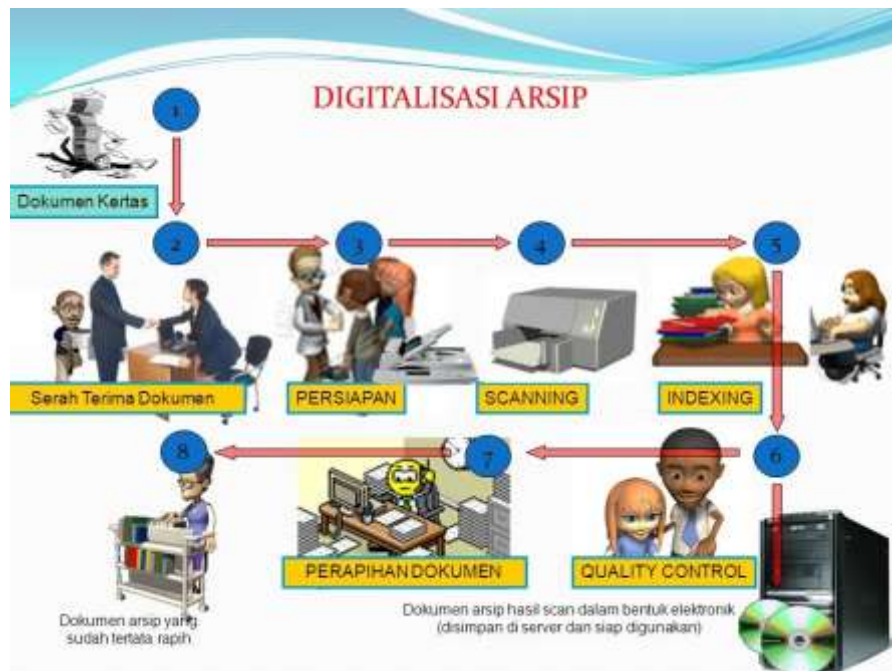 DIGITALISASI ARSIP
1
Dokumen Kertas
2
3
4
5
Serah Terima Dokumen
PERSIAPAN
SCANNING
INDEXING
8
7
6
PERAPIHAN DOKUMEN
QUALITY CONTROL
Dokumen arsip yang
sudah tertata rapih
Dokumen arsip hasil scan dalam bentuk elektronik
(disimpan di server dan siap digunakan)